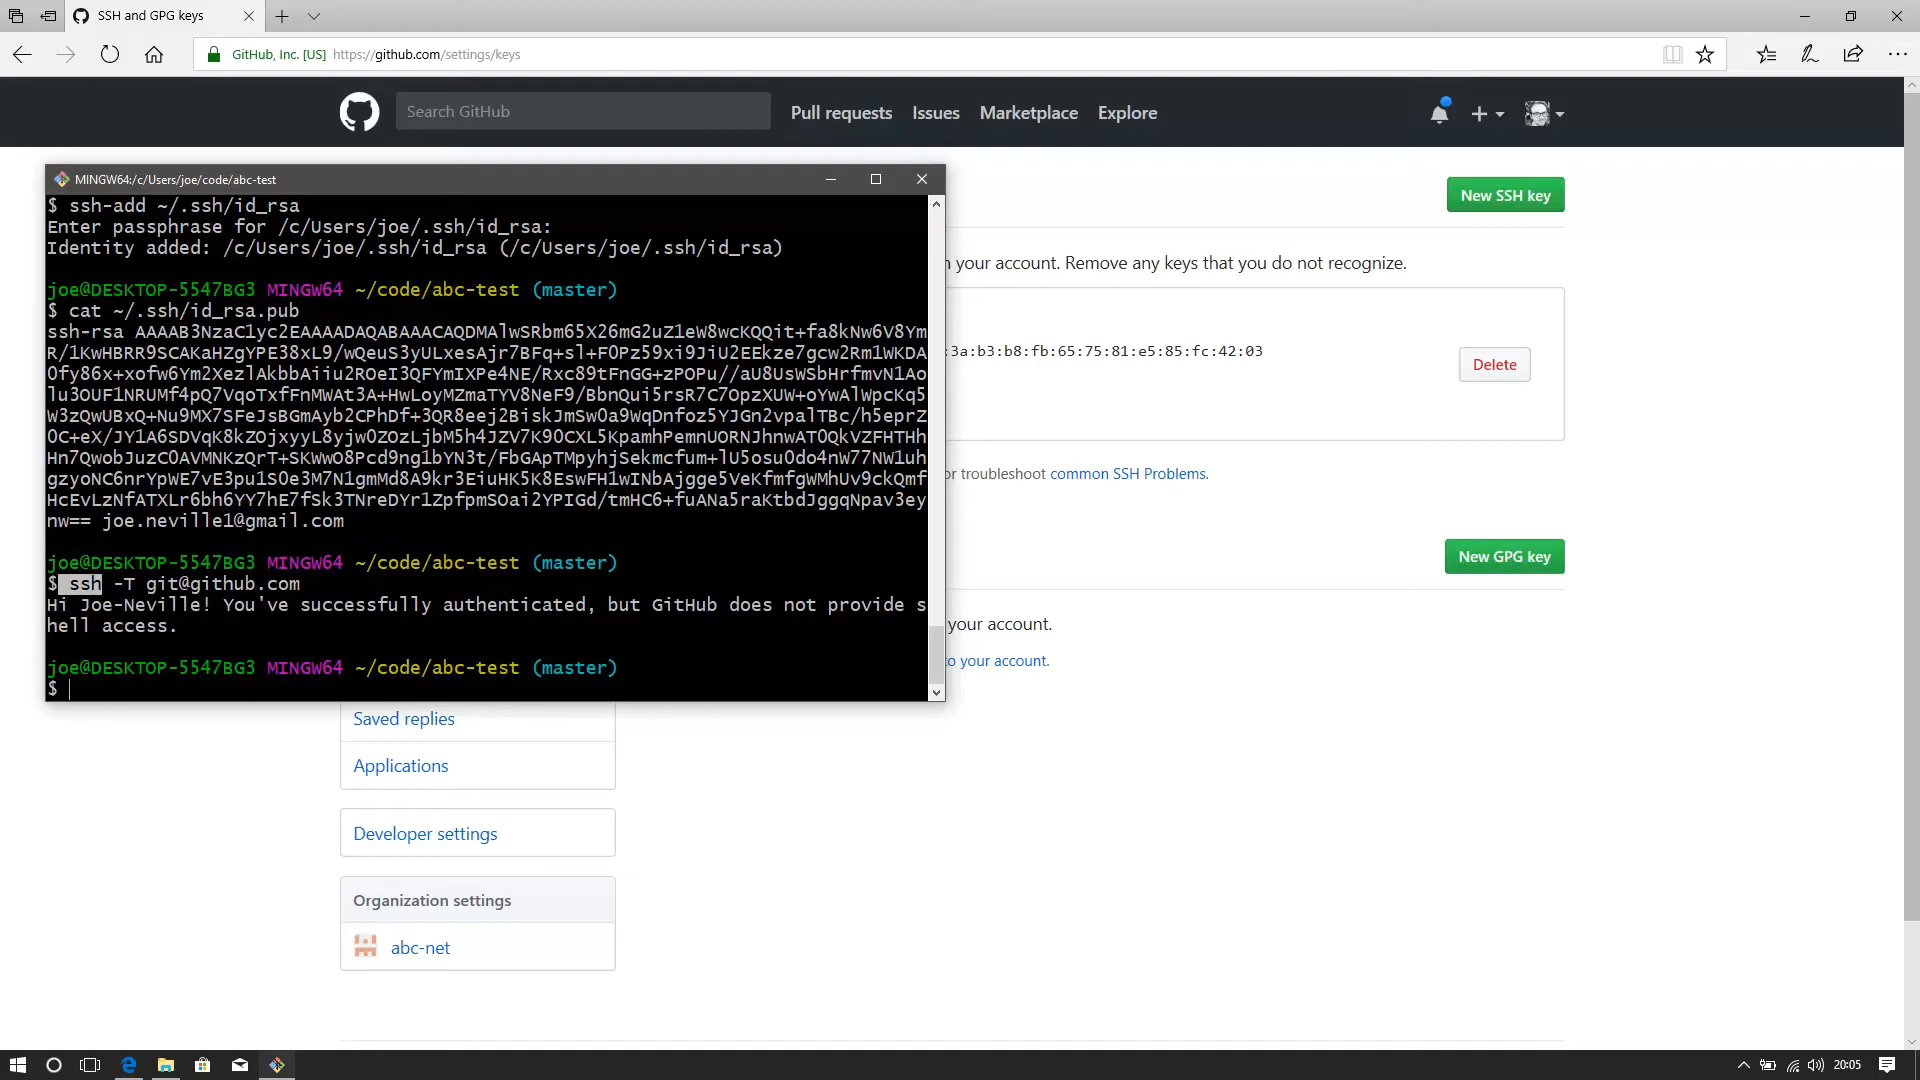 SSH and GPG keys
GitHub, Inc. [US] https://github.com/settings/keys
Search GitHub
Pull requests Issues Marketplace Explore
MINGW64:/c/Users/joe/code/abc-test
$ ssh-add ~/.ssh/id_rsa
Enter passphrase for /c/Users/joe/.ssh/id_rsa:
Identity added: /c/Users/joe/.ssh/id_rsa (/c/Users/joe/.ssh/id_rsa)
joe@DESKTOP-5547BG3 MINGW64 ~/code/abc-test (master)
$ cat ~/.ssh/id_rsa.pub
ssh-rsa AAAAB3NzaC1yc2EAAAADAQABAAACAQDMAlwSRbm65X26mG2uZ1eW8wcKQQit+fa8kNw6V8Ym
R/1KwHBRR9SCAKaHZgYPE38xL9/wQeuS3yULxesAjr7BFq+sl+F0Pz59xi9JiU2EEkze7gcw2Rm1WKDA
Ofy86x+xofw6Ym2XezlAkbbAiiu2ROeI3QFYmIXPe4NE/Rxc89tFnGG+zPOPu//aU8UsWSbHrfmvN1Ao
lu3OUF1NRUMf4pQ7VqoTxfFnMWAt3A+HwLoyMZmaTYV8NeF9/BbnQui5rsR7C7OpzXUW+oYwAlWpcKq5
W3zQwUBxQ+Nu9MX7SFeJsBGmAyb2CPhDf+3QR8eej2BiskJmSw0a9WqDnfoz5YJGn2vpalTBc/h5eprZ
0C+eX/JY1A6SDVqK8kZOjxyyL8yjw0ZOzLjbM5h4JZV7K90CXL5KpamhPemnUORNJhnwAT0QkVZFHTHh
Hn7QwobJuzC0AVMNKzQrT+SKWwO8Pcd9ng1bYN3t/FbGApTMpyhjSekmcfum+lU5osu0do4nW77NW1uh
gzyoNC6nrYpWE7vE3pu1S0e3M7N1gmMd8A9kr3EiuHK5K8EswFH1wINbAjgge5VeKfmfgWMhUv9ckQmf
HcEvLzNfATXLr6bh6YY7hE7fSk3TNreDYr1ZpfpmSOai2YPIGd/tmHC6+fuANa5raKtbdJggqNpav3ey
nw== joe.neville1@gmail.com
joe@DESKTOP-5547BG3 MINGW64 ~/code/abc-test (master)
$ ssh -T git@github.com
Hi Joe-Neville! You've successfully authenticated, but GitHub does not provide s
hell access.
joe@DESKTOP-5547BG3 MINGW64 ~/code/abc-test (master)
$
New SSH key
your account. Remove any keys that you do not recognize.
:3a:b3:b8:fb:65:75:81:e5:85:fc:42:03
Delete
or troubleshoot common SSH Problems.
New GPG key
your account.
to your account.
Saved replies
Applications
Developer settings
Organization settings
abc-net
20:05